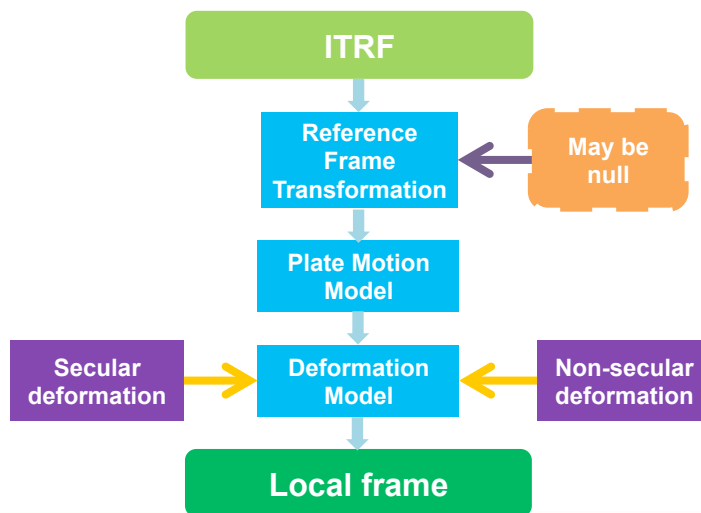 ITRF
Reference
Frame
Transformation
May be
null
Plate Motion
Model
Secular
deformation
Deformation
Model
Non-secular
deformation
Local frame